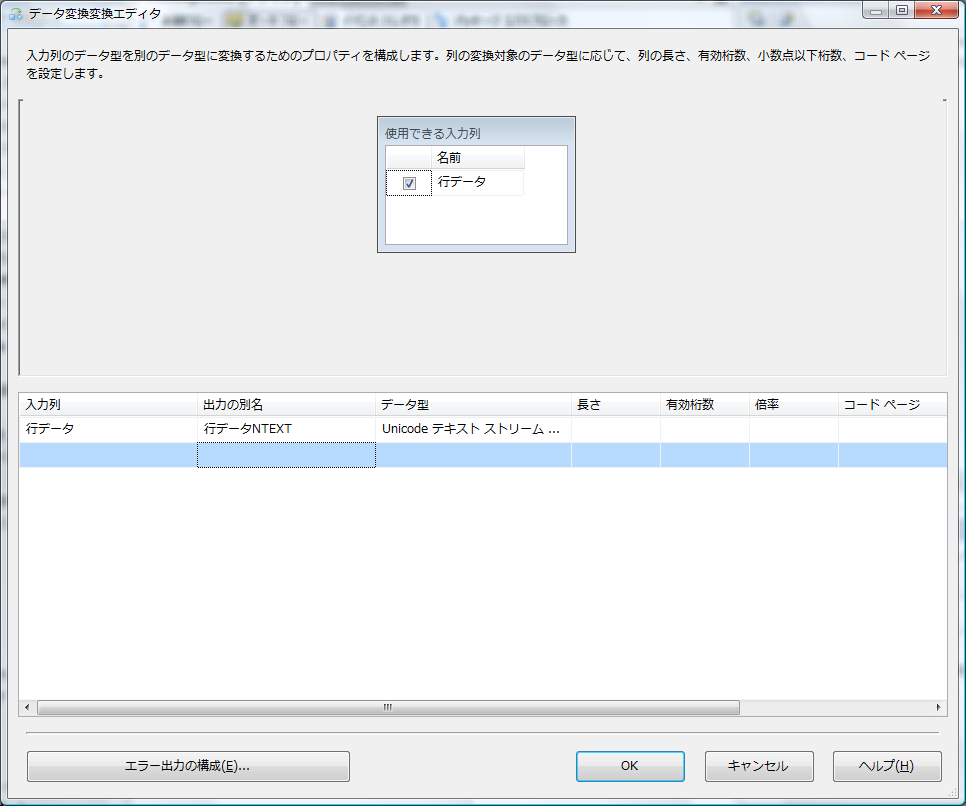 データ変換変換エディタ
入力列のデータ型を別のデータ型に変換するためのプロパティを構成します。列の変換対象のデータ型に応じて、列の長さ、有効桁数、小数点以下桁数、コード ページ
を設定します。
使用できる入力列
名前
行データ
入力列 出力の別名 データ型 長さ 有効桁数 倍率 コード ページ
行データ 行データNTEXT Unicode テキスト ストリーム ...
エラー出力の構成(E)... OK キャンセル ヘルプ(H)